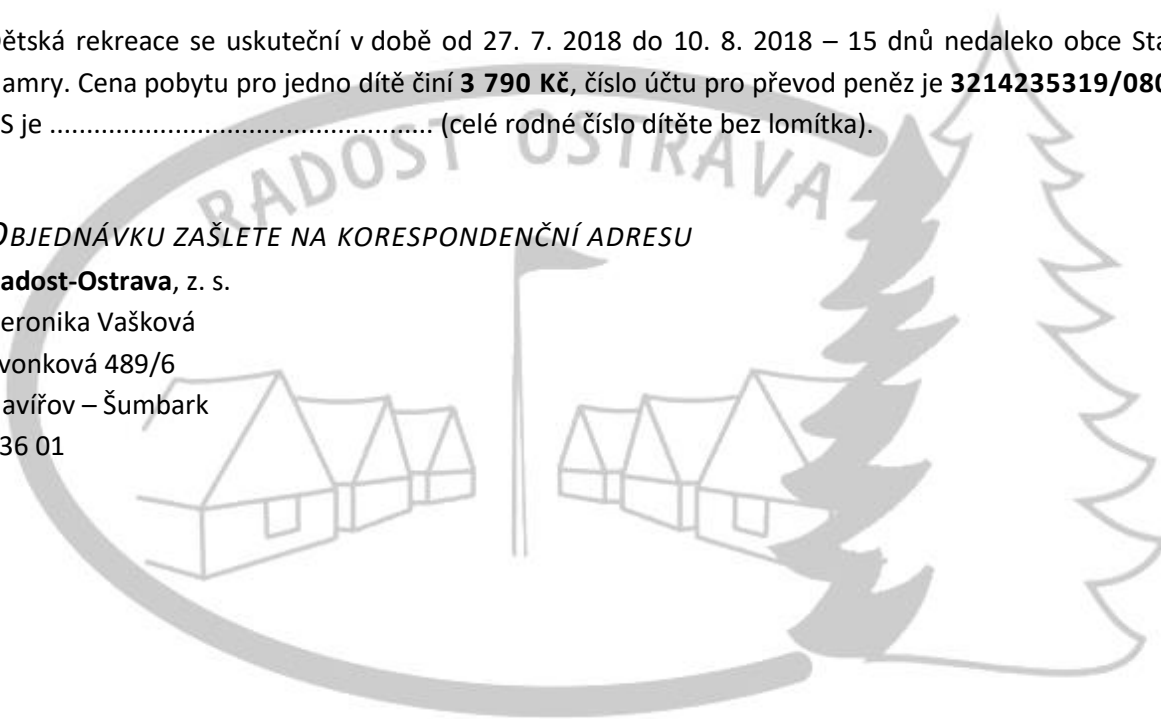 ětská rekreace se uskuteční v době od 27. 7. 2018 do 10. 8. 2018 – 15 dnů nedaleko obce Sta
amry. Cena pobytu pro jedno dítě činí 3 790 Kč, číslo účtu pro převod peněz je 3214235319/080
S je .................................................... (celé rodné číslo dítěte bez lomítka).
RADOST OSTRAVA
OBJEDNÁVKU ZAŠLETE NA KORESPONDENČNÍ ADRESU
adost-Ostrava, z. s.
eronika Vašková
vonková 489/6
avířov – Šumbark
36 01